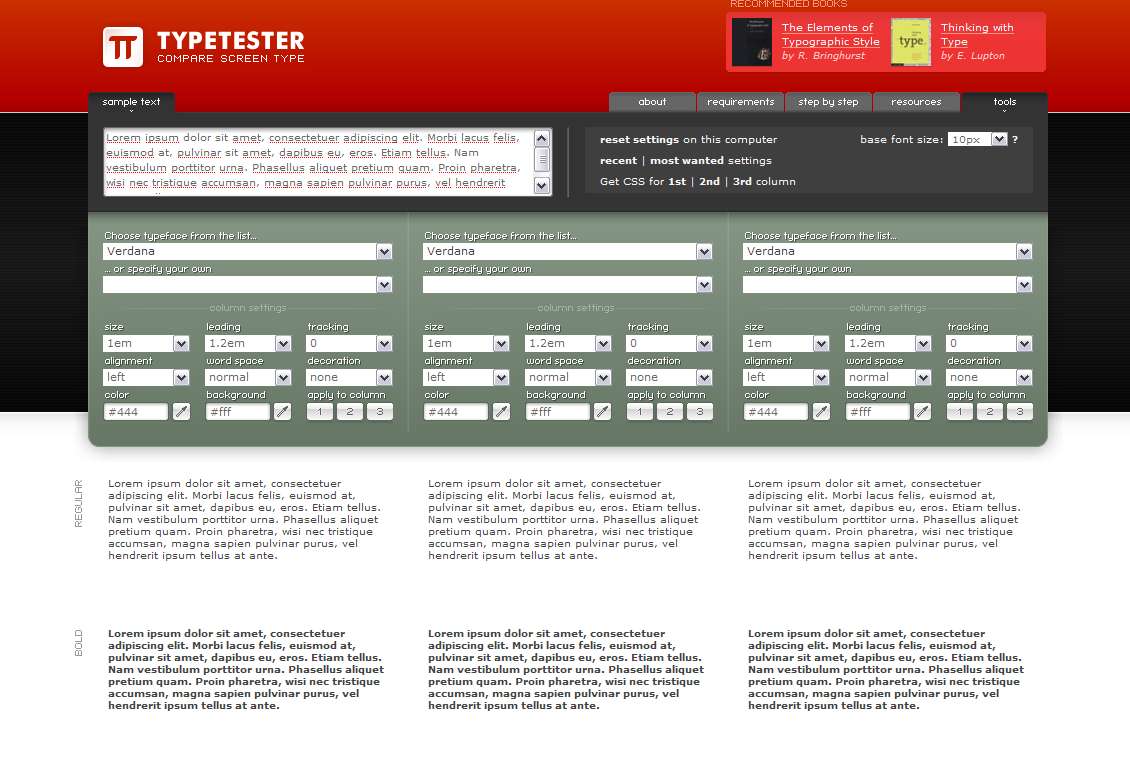 RECOMMENDED BOOKS
TYPETESTER
COMPARE SCREEN TYPE
The Elements of
Typographic Style
by R. Bringhurst
type.
Thinking with
Type
by E. Lupton
sample text
about
requirements
step by step
resources
tools
Lorem ipsum dolor sit amet, consectetuer adipiscing elit. Morbi lacus felis,
euismod at, pulvinar sit amet, dapibus eu, eros. Etiam tellus. Nam
vestibulum porttitor urna. Phasellus aliquet pretium quam. Proin pharetra,
wisi nec tristique accumsan, magna sapien pulvinar purus, vel hendrerit
reset settings on this computer
base font size: 10px ?
recent | most wanted settings
Get CSS for 1st | 2nd | 3rd column
Choose typeface from the list...
Verdana
... or specify your own
column settings
size leading tracking
1em 1.2em 0
alignment word space decoration
left normal none
color background apply to column
#444 #fff 1 2 3
Choose typeface from the list...
Verdana
... or specify your own
column settings
size leading tracking
1em 1.2em 0
alignment word space decoration
left normal none
color background apply to column
#444 #fff 1 2 3
Choose typeface from the list...
Verdana
... or specify your own
column settings
size leading tracking
1em 1.2em 0
alignment word space decoration
left normal none
color background apply to column
#444 #fff 1 2 3
REGULAR
Lorem ipsum dolor sit amet, consectetuer
adipiscing elit. Morbi lacus felis, euismod at,
pulvinar sit amet, dapibus eu, eros. Etiam tellus.
Nam vestibulum porttitor urna. Phasellus aliquet
pretium quam. Proin pharetra, wisi nec tristique
accumsan, magna sapien pulvinar purus, vel
hendrerit ipsum tellus at ante.
Lorem ipsum dolor sit amet, consectetuer
adipiscing elit. Morbi lacus felis, euismod at,
pulvinar sit amet, dapibus eu, eros. Etiam tellus.
Nam vestibulum porttitor urna. Phasellus aliquet
pretium quam. Proin pharetra, wisi nec tristique
accumsan, magna sapien pulvinar purus, vel
hendrerit ipsum tellus at ante.
Lorem ipsum dolor sit amet, consectetuer
adipiscing elit. Morbi lacus felis, euismod at,
pulvinar sit amet, dapibus eu, eros. Etiam tellus.
Nam vestibulum porttitor urna. Phasellus aliquet
pretium quam. Proin pharetra, wisi nec tristique
accumsan, magna sapien pulvinar purus, vel
hendrerit ipsum tellus at ante.
BOLD
Lorem ipsum dolor sit amet, consectetuer
adipiscing elit. Morbi lacus felis, euismod at,
pulvinar sit amet, dapibus eu, eros. Etiam tellus.
Nam vestibulum porttitor urna. Phasellus aliquet
pretium quam. Proin pharetra, wisi nec tristique
accumsan, magna sapien pulvinar purus, vel
hendrerit ipsum tellus at ante.
Lorem ipsum dolor sit amet, consectetuer
adipiscing elit. Morbi lacus felis, euismod at,
pulvinar sit amet, dapibus eu, eros. Etiam tellus.
Nam vestibulum porttitor urna. Phasellus aliquet
pretium quam. Proin pharetra, wisi nec tristique
accumsan, magna sapien pulvinar purus, vel
hendrerit ipsum tellus at ante.
Lorem ipsum dolor sit amet, consectetuer
adipiscing elit. Morbi lacus felis, euismod at,
pulvinar sit amet, dapibus eu, eros. Etiam tellus.
Nam vestibulum porttitor urna. Phasellus aliquet
pretium quam. Proin pharetra, wisi nec tristique
accumsan, magna sapien pulvinar purus, vel
hendrerit ipsum tellus at ante.